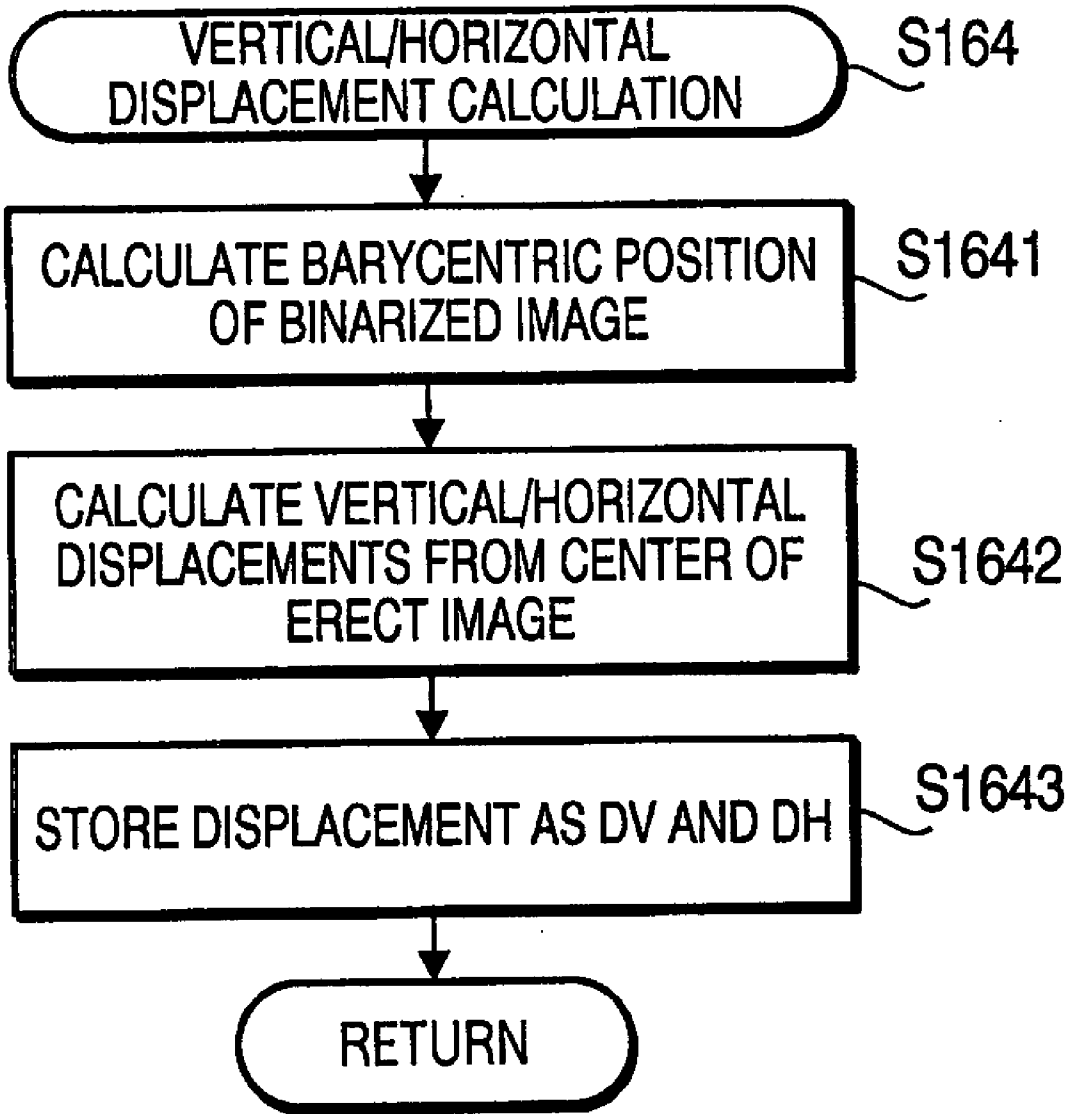 VERTICAL/HORIZONTAL
DISPLACEMENT CALCULATION
S164
CALCULATE BARYCENTRIC POSITION
OF BINARIZED IMAGE
S1641
CALCULATE VERTICAL/HORIZONTAL
DISPLACEMENTS FROM CENTER OF
ERECT IMAGE
S1642
STORE DISPLACEMENT AS DV AND DH
S1643
RETURN